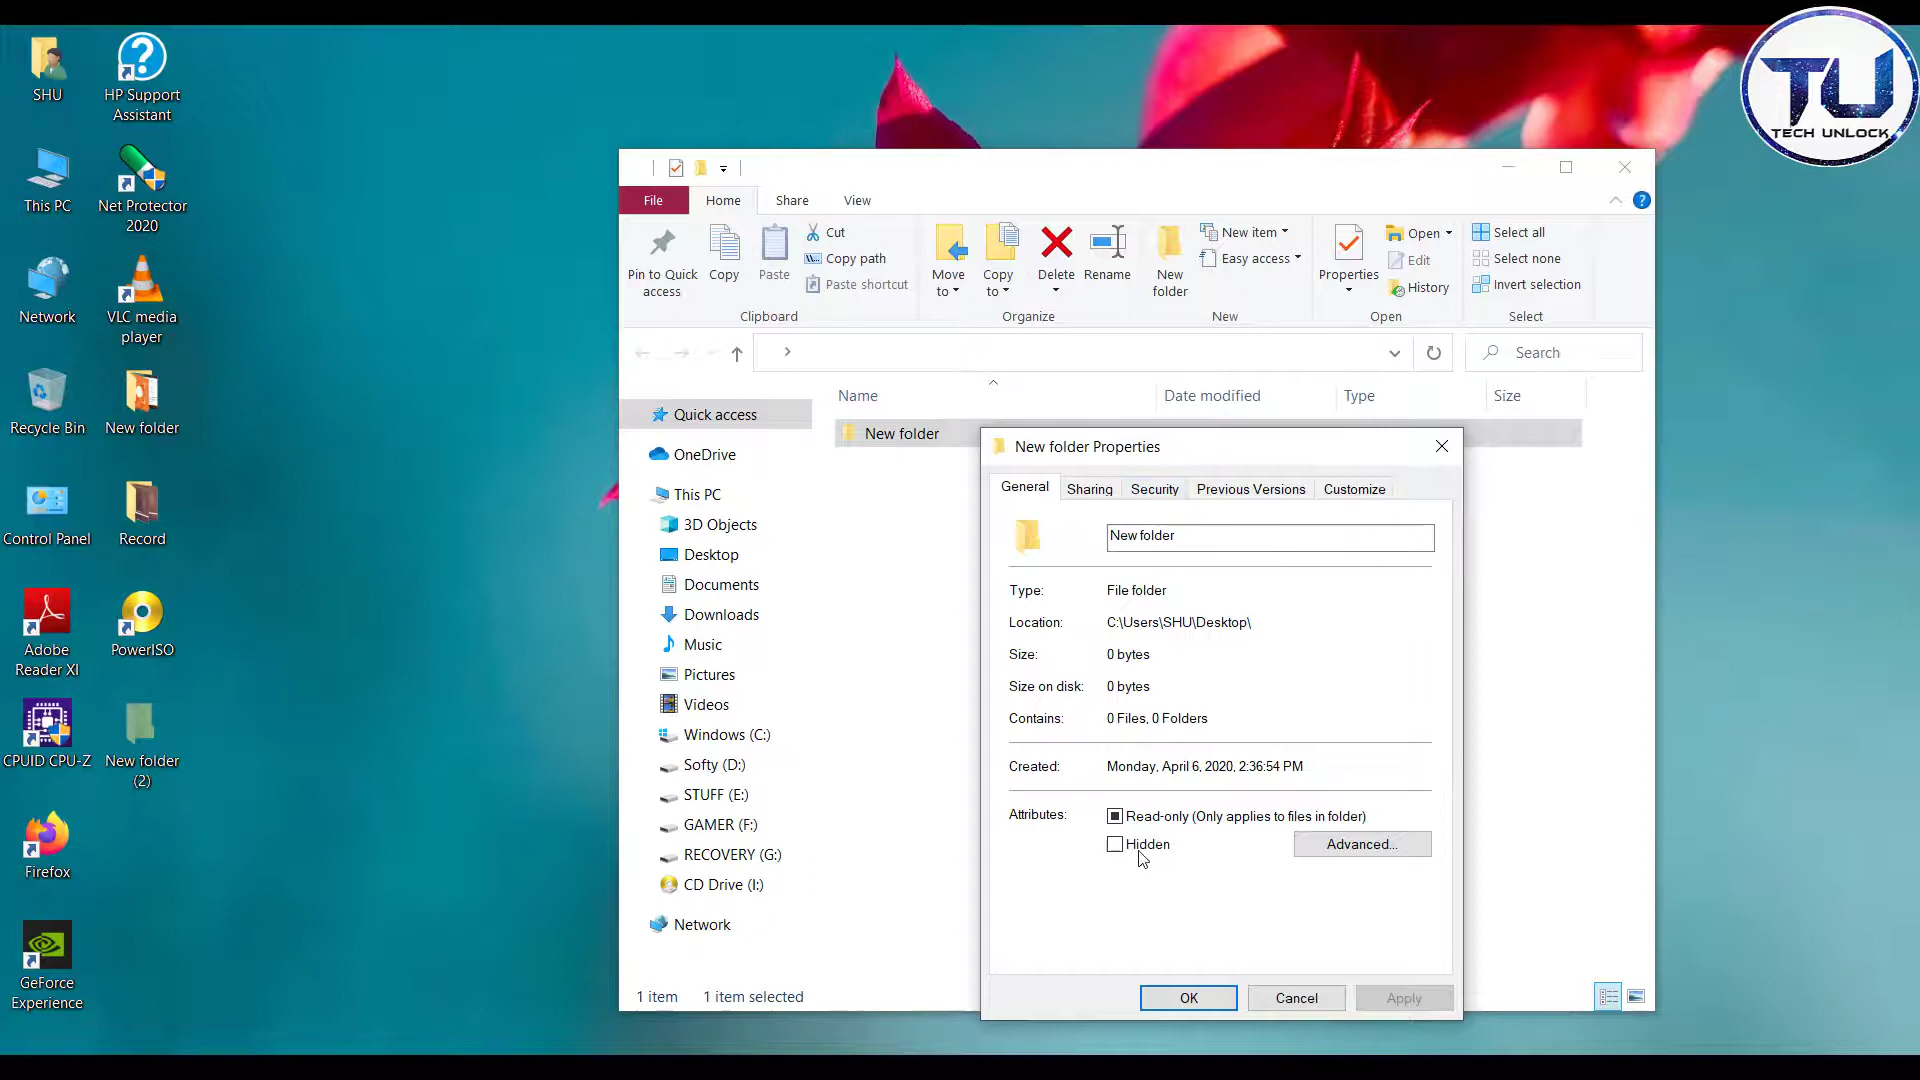 SHU
HP Support
Assistant
This PC
Net Protector
2020
Network
VLC media
player
Recycle Bin
New folder
Control Panel
Record
Adobe
Reader XI
PowerISO
CPUID CPU-Z
New folder
(2)
Firefox
GeForce
Experience
TU
TECH UNLOCK
File
Home
Share
View
Pin to Quick
access
Copy
Paste
Cut
Copy path
Paste shortcut
Clipboard
Move
to
Copy
to
Delete
Rename
Organize
New
folder
New item
Easy access
New
Properties
Open
Edit
History
Open
Select all
Select none
Invert selection
Select
Search
Name
Date modified
Type
Size
Quick access
OneDrive
This PC
3D Objects
Desktop
Documents
Downloads
Music
Pictures
Videos
Windows (C:)
Softy (D:)
STUFF (E:)
GAMER (F:)
RECOVERY (G:)
CD Drive (I:)
Network
New folder
1 item
1 item selected
New folder Properties
General
Sharing
Security
Previous Versions
Customize
New folder
Type: File folder
Location: C:\Users\SHU\Desktop\
Size: 0 bytes
Size on disk: 0 bytes
Contains: 0 Files, 0 Folders
Created: Monday, April 6, 2020, 2:36:54 PM
Attributes: Read-only (Only applies to files in folder)
Hidden
Advanced...
OK
Cancel
Apply